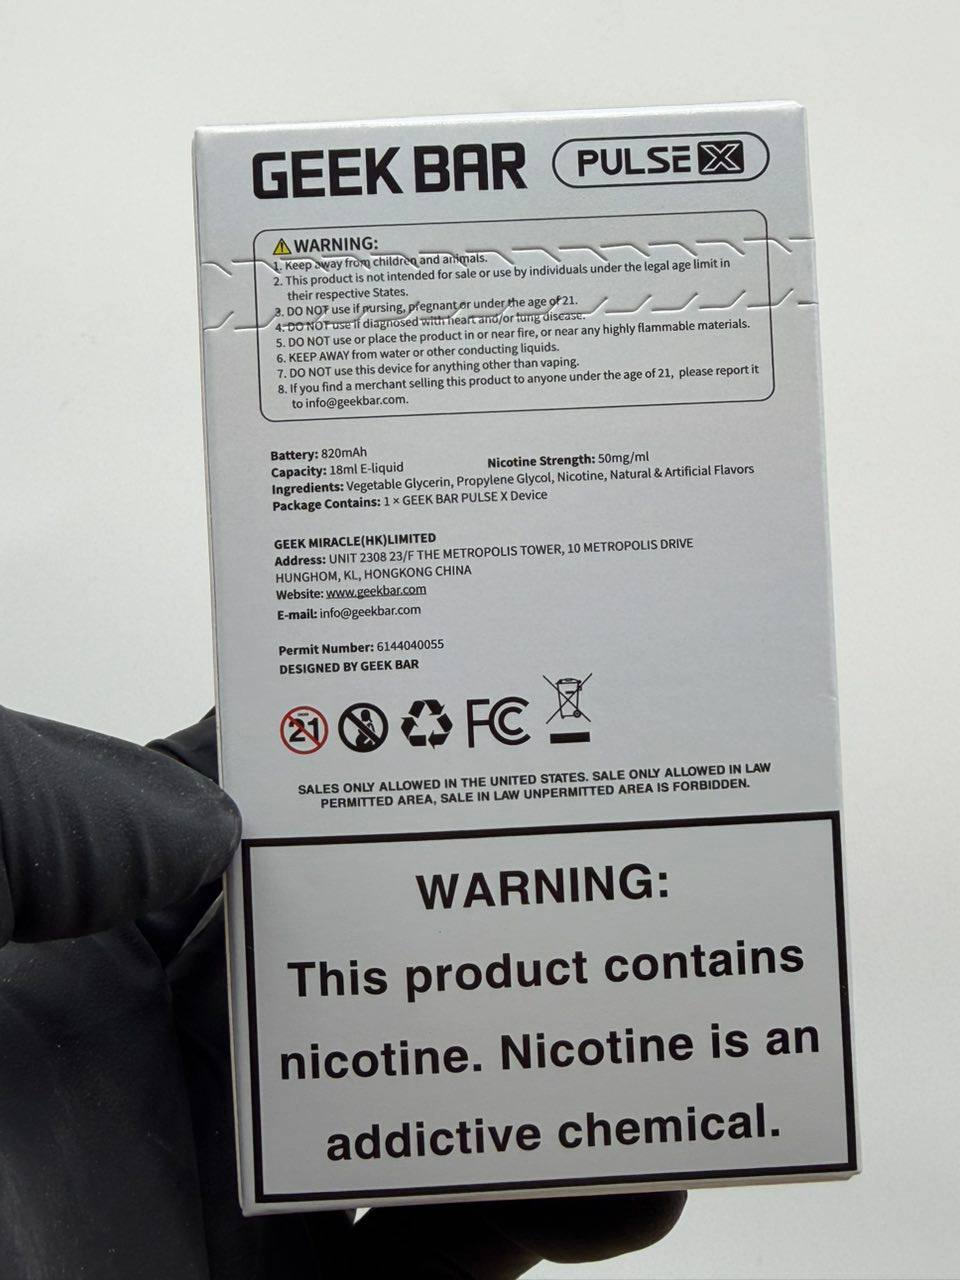 GEEK BAR PULSE X
WARNING:
1. Keep away from children and animals.
2. This product is not intended for sale or use by individuals under the legal age limit in
their respective States.
3. DO NOT use if nursing, pregnant or under the age of 21.
4. DO NOT use if diagnosed with heart and/or lung disease.
5. DO NOT use or place the product in or near fire, or near any highly flammable materials.
6. KEEP AWAY from water or other conducting liquids.
7. DO NOT use this device for anything other than vaping.
8. If you find a merchant selling this product to anyone under the age of 21, please report it
to info@geekbar.com.
Battery: 820mAh
Capacity: 18ml E-liquid Nicotine Strength: 50mg/ml
Ingredients: Vegetable Glycerin, Propylene Glycol, Nicotine, Natural & Artificial Flavors
Package Contains: 1 × GEEK BAR PULSE X Device
GEEK MIRACLE(HK)LIMITED
Address: UNIT 2308 23/F THE METROPOLIS TOWER, 10 METROPOLIS DRIVE
HUNGHOM, KL, HONGKONG CHINA
Website: www.geekbar.com
E-mail: info@geekbar.com
Permit Number: 6144040055
DESIGNED BY GEEK BAR
21 FC
SALES ONLY ALLOWED IN THE UNITED STATES. SALE ONLY ALLOWED IN LAW
PERMITTED AREA, SALE IN LAW UNPERMITTED AREA IS FORBIDDEN.
WARNING:
This product contains
nicotine. Nicotine is an
addictive chemical.